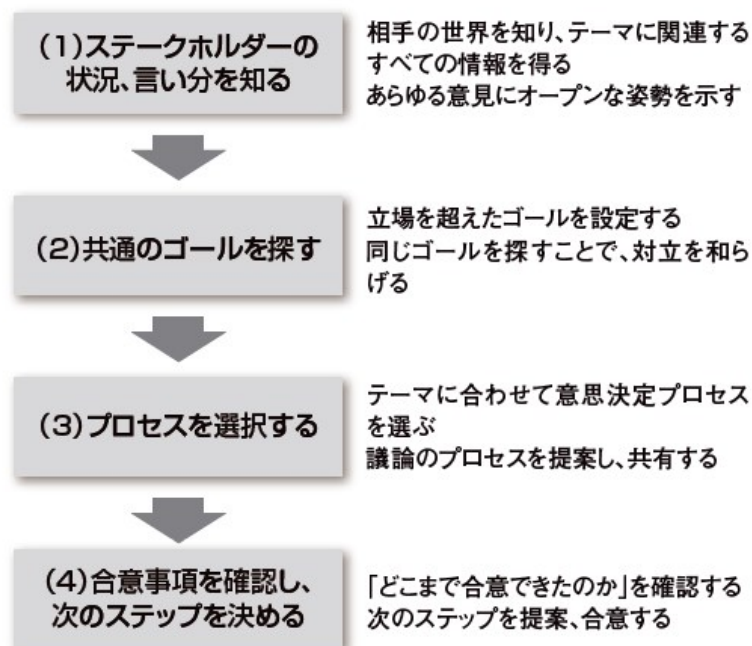 (1)ステークホルダーの
状況、言い分を知る
相手の世界を知り、テーマに関連する
すべての情報を得る
あらゆる意見にオープンな姿勢を示す
(2)共通のゴールを探す
立場を超えたゴールを設定する
同じゴールを探すことで、対立を和ら
げる
(3)プロセスを選択する
テーマに合わせて意思決定プロセス
を選ぶ
議論のプロセスを提案し、共有する
(4)合意事項を確認し、
次のステップを決める
「どこまで合意できたのか」を確認する
次のステップを提案、合意する